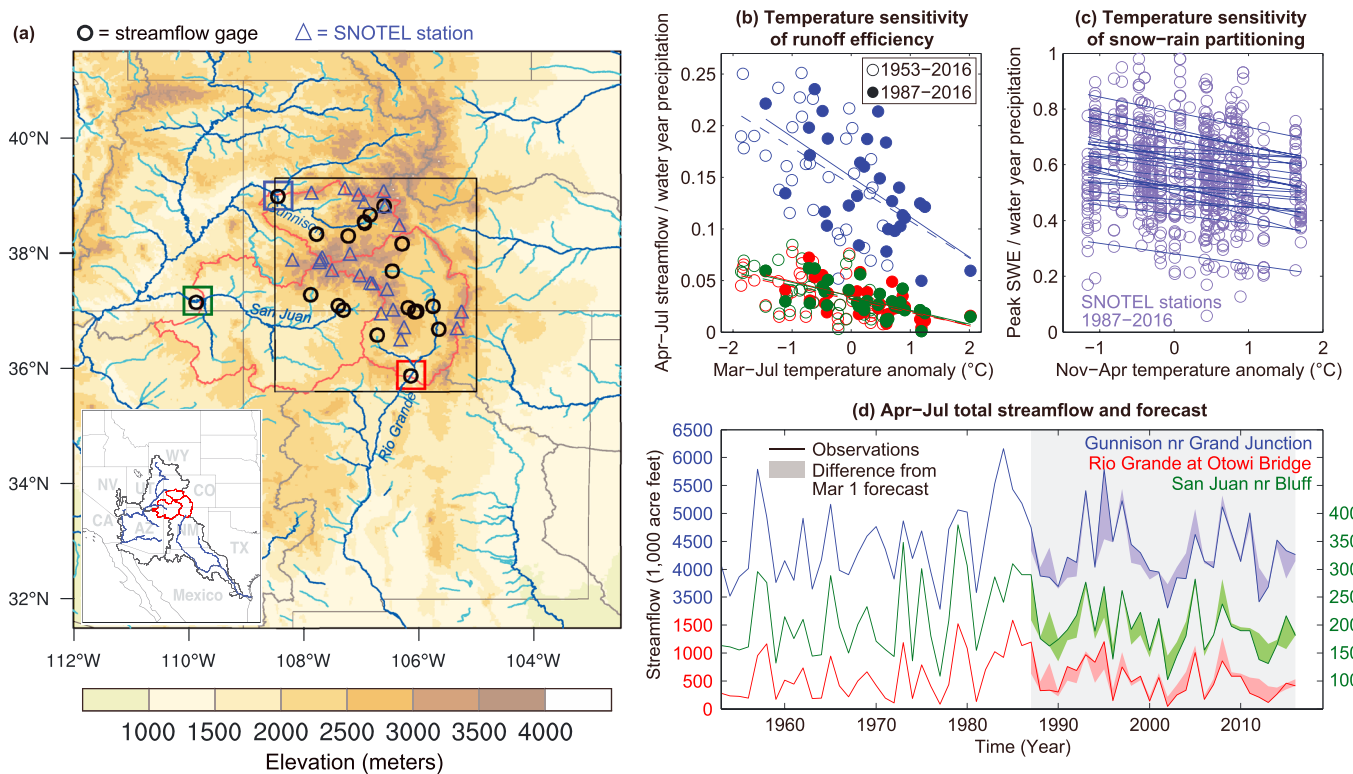 (a)
= streamflow gage
= SNOTEL station
40°N
38°N
36°N
34°N
32°N
112°W
110°W
108°W
106°W
104°W
San Juan
Rio Grande
WY
NV
CO
CA
AZ
NM
TX
Mexico
1000 1500 2000 2500 3000 3500 4000
Elevation (meters)
(b) Temperature sensitivity
of runoff efficiency
Apr−Jul streamflow / water year precipitation
0.25
0.2
0.15
0.1
0.05
0
1953−2016
1987−2016
−2 −1 0 1 2
Mar−Jul temperature anomaly (°C)
(c) Temperature sensitivity
of snow−rain partitioning
Peak SWE / water year precipitation
1
0.8
0.6
0.4
0.2
0
SNOTEL stations
1987−2016
−1 0 1 2
Nov−Apr temperature anomaly (°C)
(d) Apr−Jul total streamflow and forecast
Streamflow (1,000 acre feet)
6500
6000
5500
5000
4500
4000
3500
1500
1000
500
0
Observations
Difference from
Mar 1 forecast
Gunnison nr Grand Junction
Rio Grande at Otowi Bridge
San Juan nr Bluff
1960 1970 1980 1990 2000 2010
Time (Year)